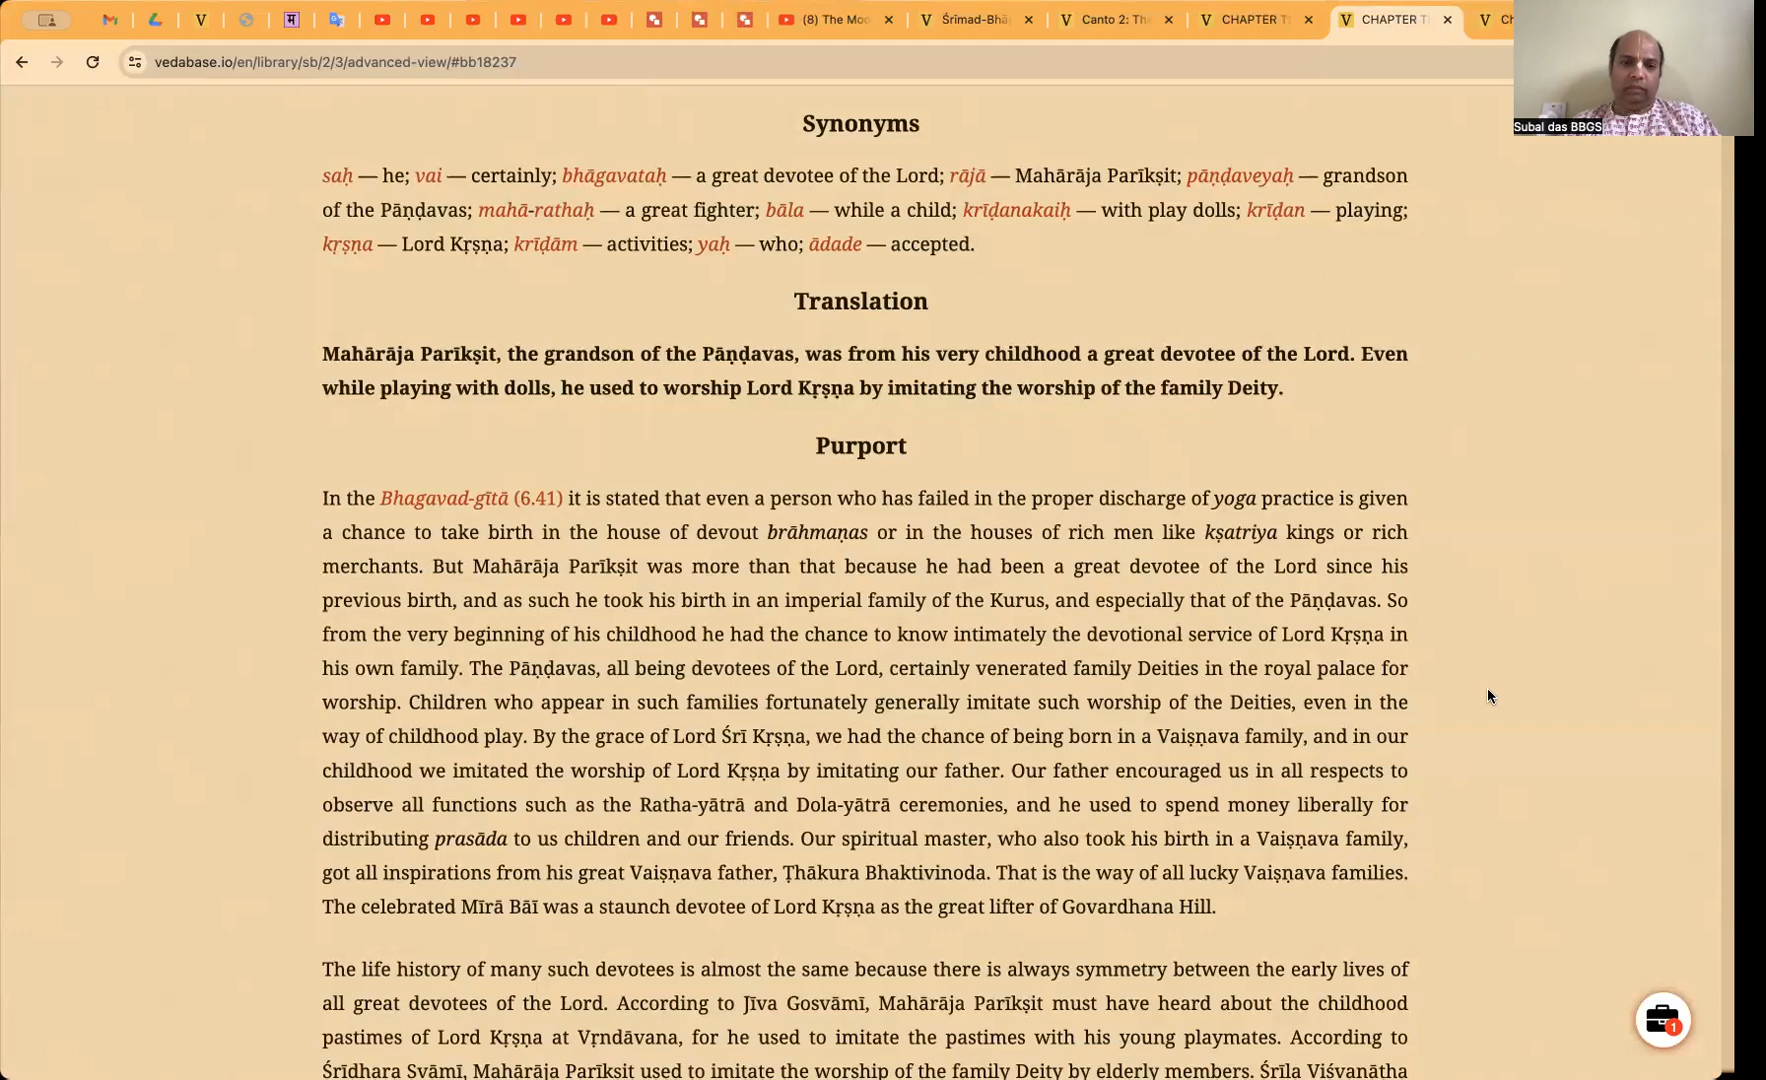 (8) The Moo
Śrīmad-Bhā
Canto 2: The
CHAPTER T
CHAPTER T
Ch
vedabase.io/en/library/sb/2/3/advanced-view/#bb18237
Subal das BBGS
Synonyms
saḥ — he; vai — certainly; bhāgavataḥ — a great devotee of the Lord; rājā — Mahārāja Parīkṣit; pāṇḍaveyaḥ — grandson
of the Pāṇḍavas; mahā-rathaḥ — a great fighter; bāla — while a child; krīḍanakaiḥ — with play dolls; krīḍan — playing;
kṛṣṇa — Lord Kṛṣṇa; krīḍām — activities; yaḥ — who; ādade — accepted.
Translation
Mahārāja Parīkṣit, the grandson of the Pāṇḍavas, was from his very childhood a great devotee of the Lord. Even
while playing with dolls, he used to worship Lord Kṛṣṇa by imitating the worship of the family Deity.
Purport
In the Bhagavad-gītā (6.41) it is stated that even a person who has failed in the proper discharge of yoga practice is given
a chance to take birth in the house of devout brāhmaṇas or in the houses of rich men like kṣatriya kings or rich
merchants. But Mahārāja Parīkṣit was more than that because he had been a great devotee of the Lord since his
previous birth, and as such he took his birth in an imperial family of the Kurus, and especially that of the Pāṇḍavas. So
from the very beginning of his childhood he had the chance to know intimately the devotional service of Lord Kṛṣṇa in
his own family. The Pāṇḍavas, all being devotees of the Lord, certainly venerated family Deities in the royal palace for
worship. Children who appear in such families fortunately generally imitate such worship of the Deities, even in the
way of childhood play. By the grace of Lord Śrī Kṛṣṇa, we had the chance of being born in a Vaiṣṇava family, and in our
childhood we imitated the worship of Lord Kṛṣṇa by imitating our father. Our father encouraged us in all respects to
observe all functions such as the Ratha-yātrā and Dola-yātrā ceremonies, and he used to spend money liberally for
distributing prasāda to us children and our friends. Our spiritual master, who also took his birth in a Vaiṣṇava family,
got all inspirations from his great Vaiṣṇava father, Ṭhākura Bhaktivinoda. That is the way of all lucky Vaiṣṇava families.
The celebrated Mīrā Bāī was a staunch devotee of Lord Kṛṣṇa as the great lifter of Govardhana Hill.
The life history of many such devotees is almost the same because there is always symmetry between the early lives of
all great devotees of the Lord. According to Jīva Gosvāmī, Mahārāja Parīkṣit must have heard about the childhood
pastimes of Lord Kṛṣṇa at Vṛndāvana, for he used to imitate the pastimes with his young playmates. According to
Śrīdhara Svāmī, Mahārāja Parīkṣit used to imitate the worship of the family Deity by elderly members. Śrīla Viśvanātha
1